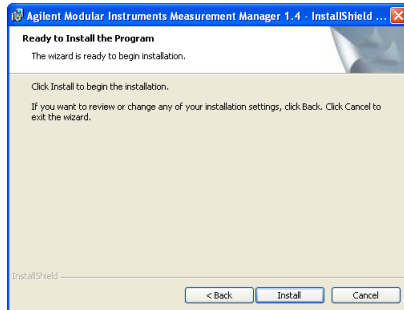 Agilent Modular Instruments Measurement Manager 1.4 - InstallShield ...
Ready to Install the Program
The wizard is ready to begin installation.
Click Install to begin the installation.
If you want to review or change any of your installation settings, click Back. Click Cancel to
exit the wizard.
InstallShield
< Back Install Cancel